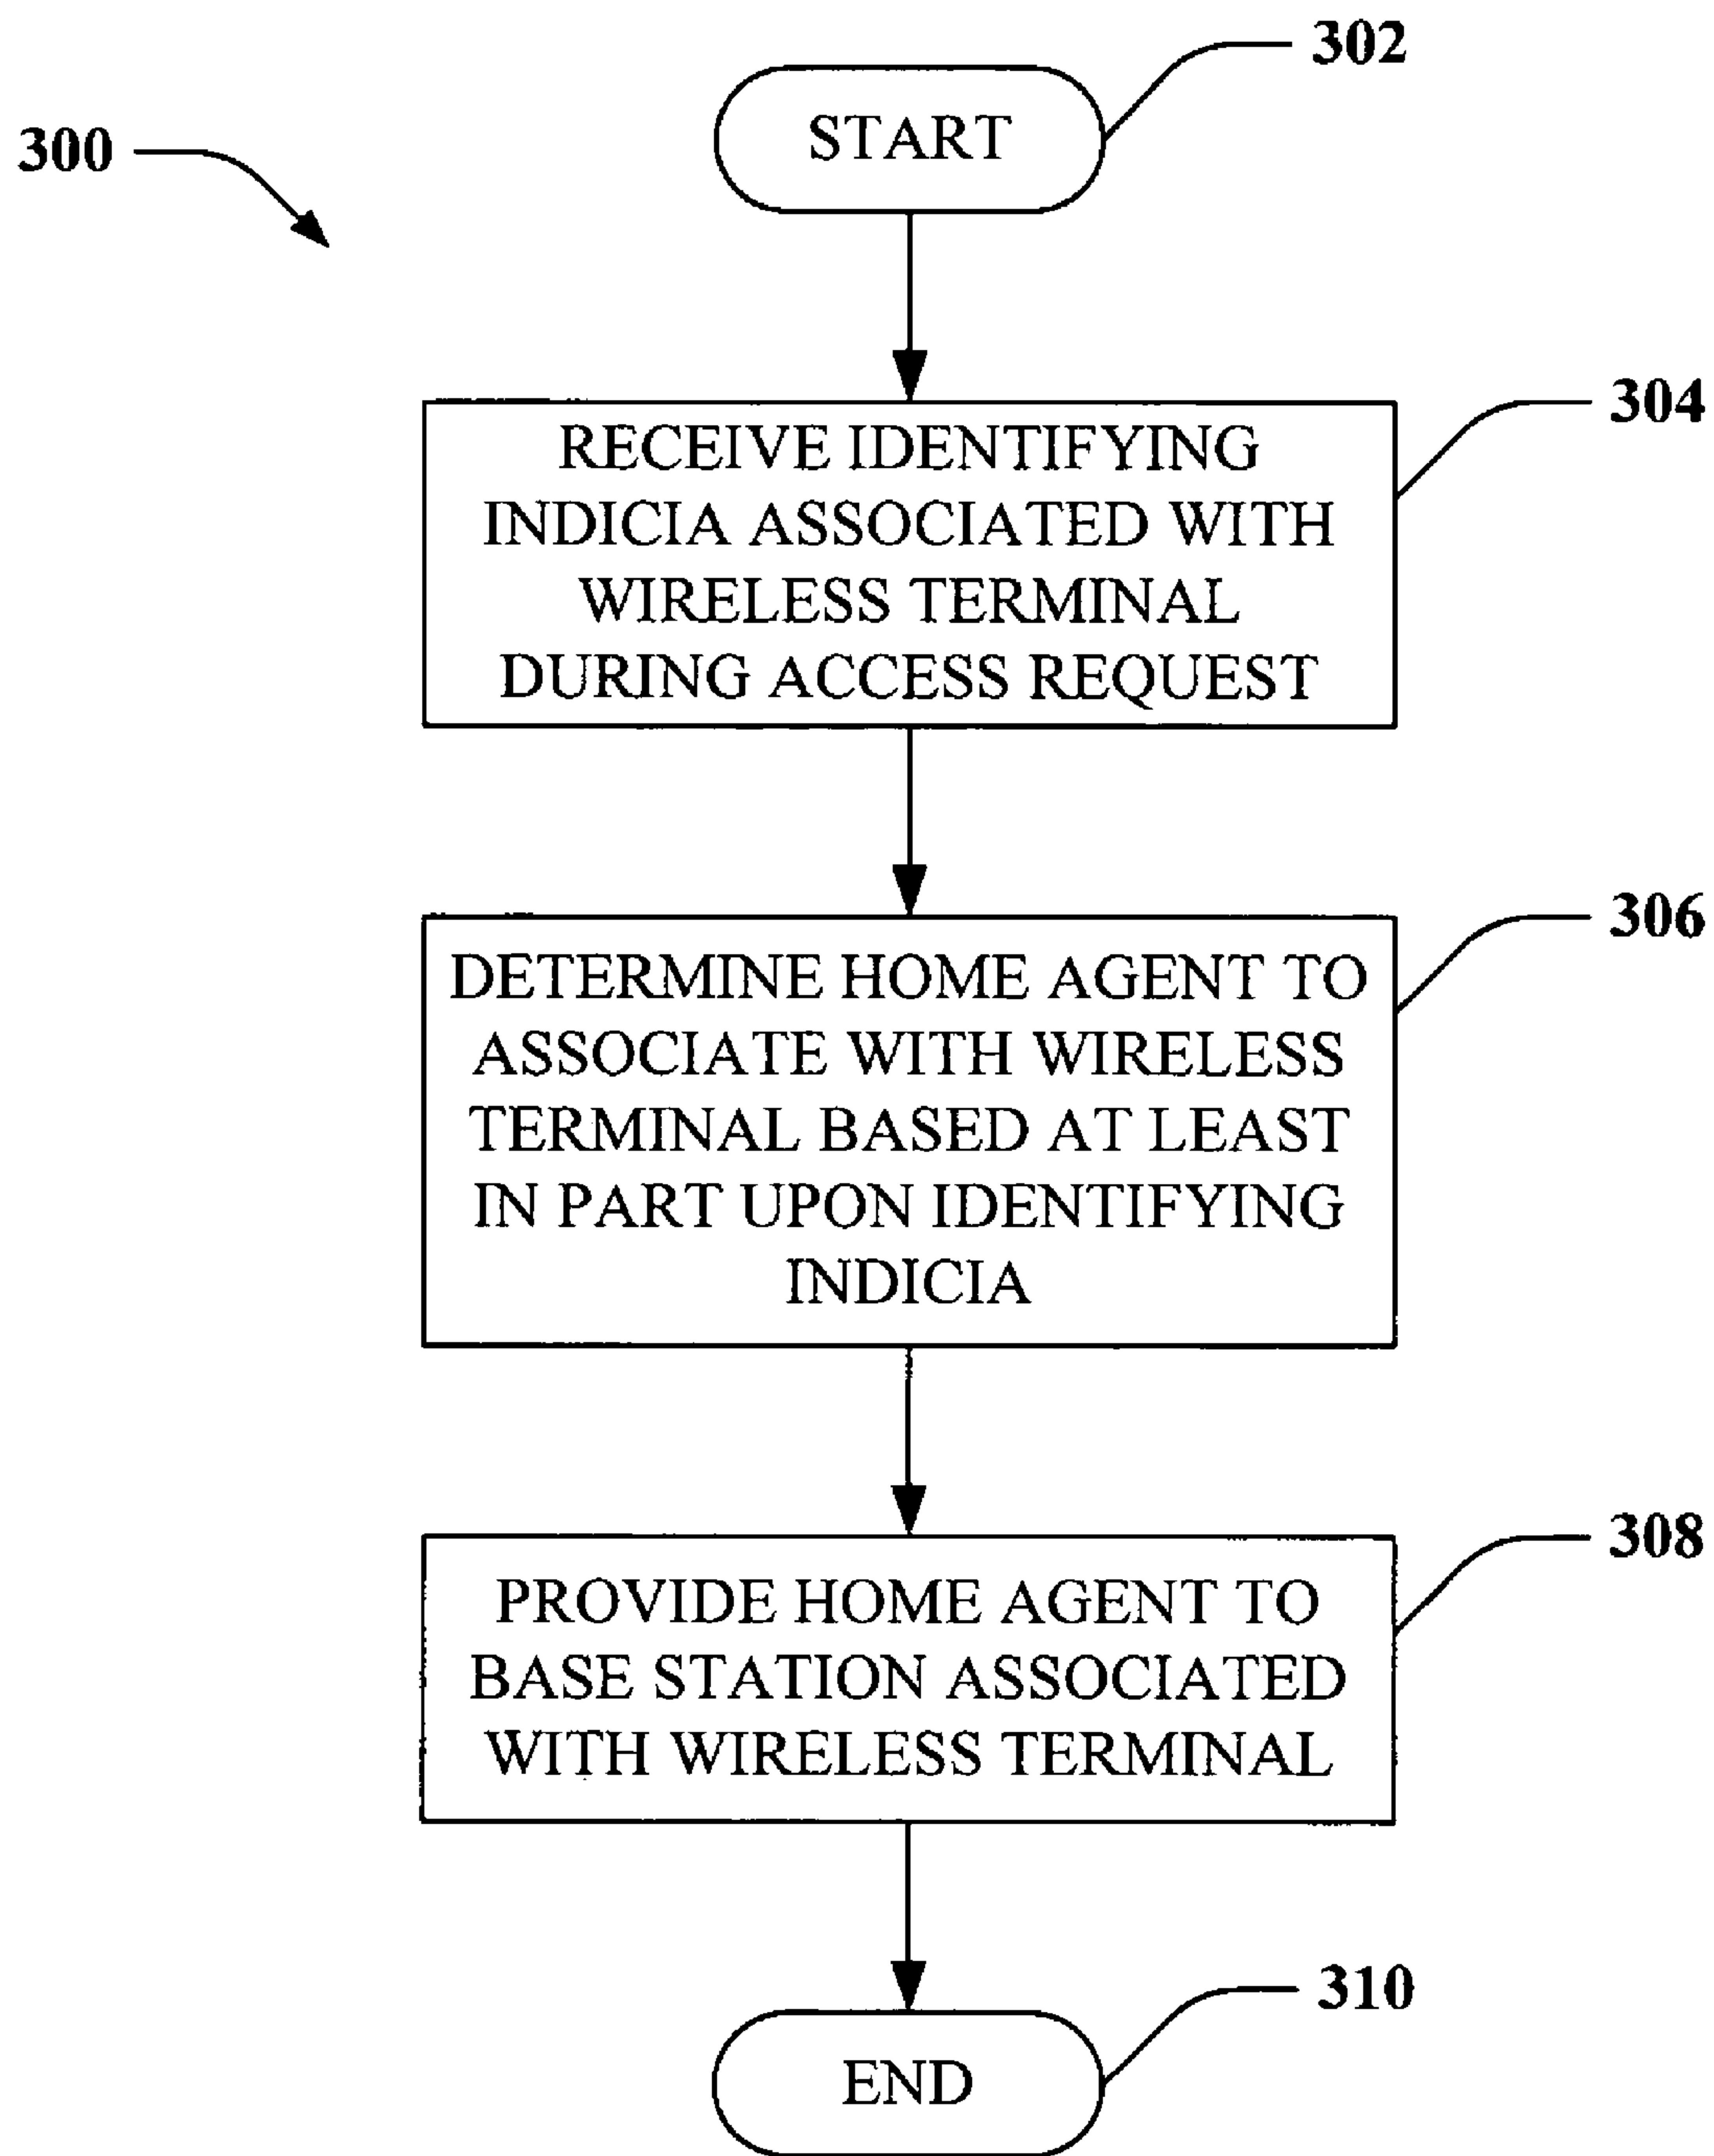 302
START
300
304
RECEIVE IDENTIFYING
INDICIA ASSOCIATED WITH
WIRELESS TERMINAL
DURING ACCESS REQUEST
306
DETERMINE HOME AGENT TO
ASSOCIATE WITH WIRELESS
TERMINAL BASED AT LEAST
IN PART UPON IDENTIFYING
INDICIA
308
PROVIDE HOME AGENT TO
BASE STATION ASSOCIATED
WITH WIRELESS TERMINAL
310
END